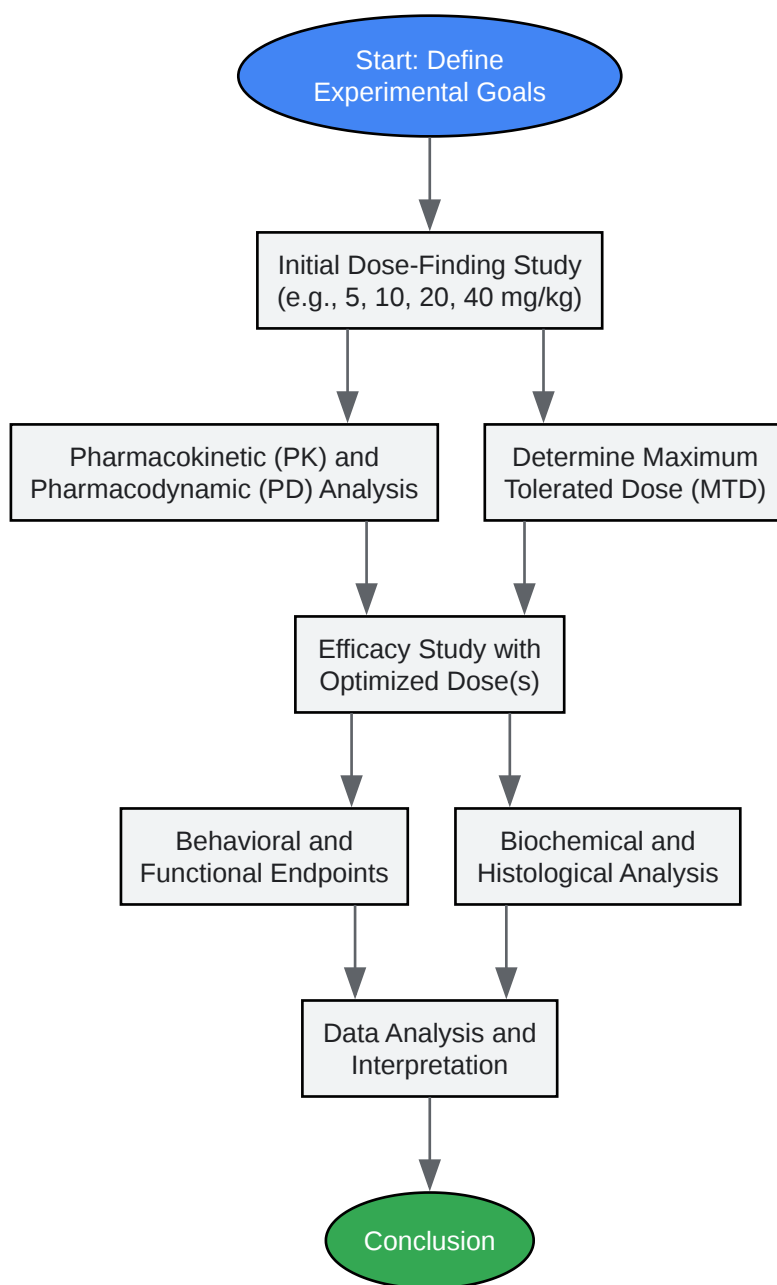 Start: Define
Experimental Goals
Initial Dose-Finding Study
(e.g., 5, 10, 20, 40 mg/kg)
Pharmacokinetic (PK) and
Pharmacodynamic (PD) Analysis
Determine Maximum
Tolerated Dose (MTD)
Efficacy Study with
Optimized Dose(s)
Behavioral and
Functional Endpoints
Biochemical and
Histological Analysis
Data Analysis and
Interpretation
Conclusion